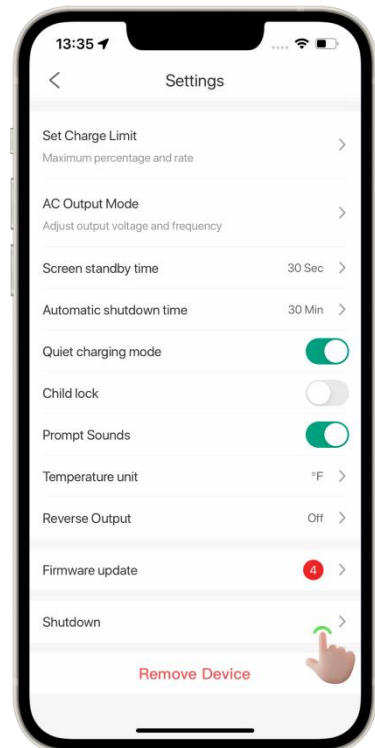 13:35
Settings
Set Charge Limit
Maximum percentage and rate
AC Output Mode
Adjust output voltage and frequency
Screen standby time 30 Sec
Automatic shutdown time 30 Min
Quiet charging mode
Child lock
Prompt Sounds
Temperature unit °F
Reverse Output Off
Firmware update 4
Shutdown
Remove Device